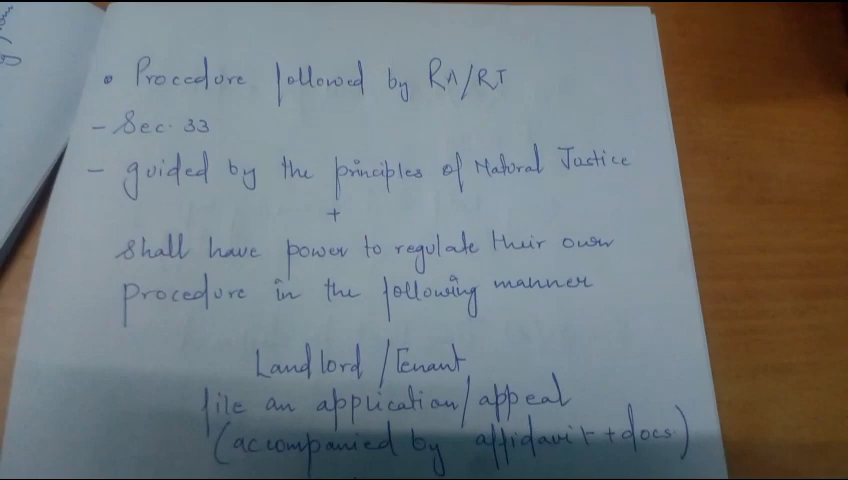 • Procedure followed by RA/RT
- Sec. 33
- guided by the principles of Natural Justice
+
shall have power to regulate their own
procedure in the following manner
Landlord/Tenant
file an application/appeal
(accompanied by affidavit + docs.)